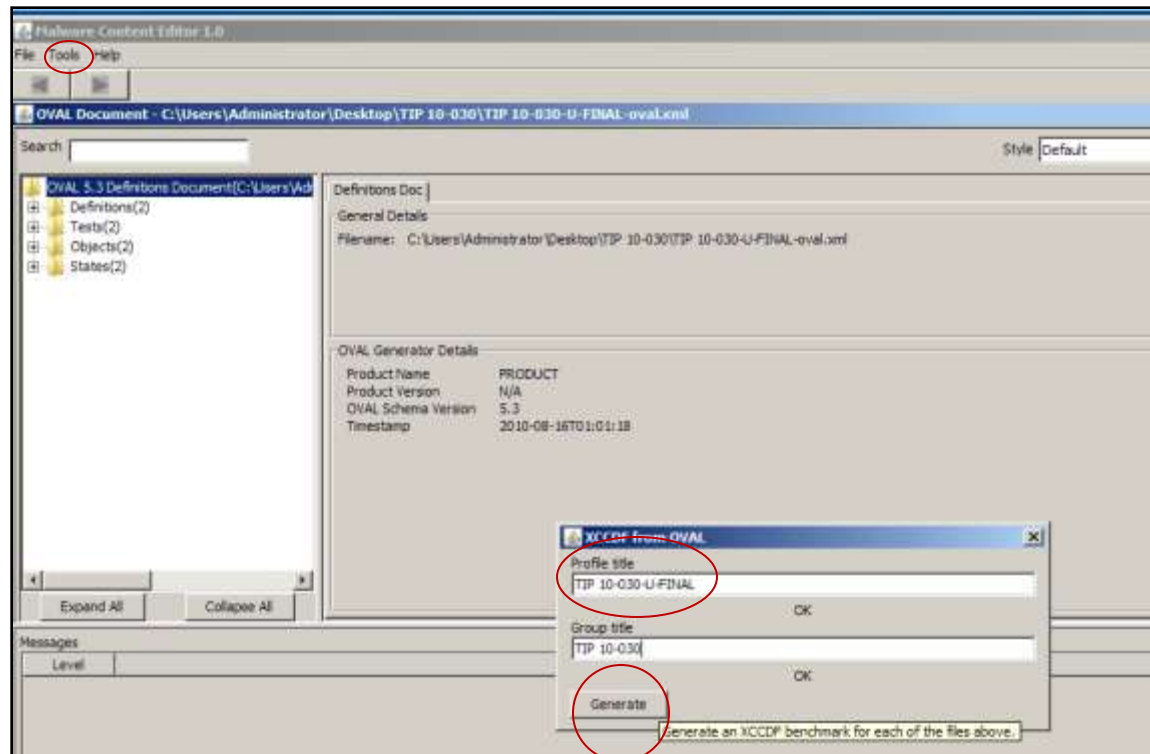 Malware Content Editor 1.0
File Tools Help
OVAL Document - C:\Users\Administrator\Desktop\TIP 10-030\TIP 10-030-U-FINAL-oval.xml
Search
Style Default
OVAL 5.3 Definitions Document[C:\Users\Ad
Definitions(2)
Tests(2)
Objects(2)
States(2)
Expand All Collapse All
Definitions Doc
General Details
Filename: C:\Users\Administrator\Desktop\TIP 10-030\TIP 10-030-U-FINAL-oval.xml
OVAL Generator Details
Product Name PRODUCT
Product Version N/A
OVAL Schema Version 5.3
Timestamp 2010-08-16T01:01:18
XCCDF from OVAL
Profile title
TIP 10-030-U-FINAL
OK
Group title
TIP 10-030
OK
Generate
Generate an XCCDF benchmark for each of the files above.
Messages
Level